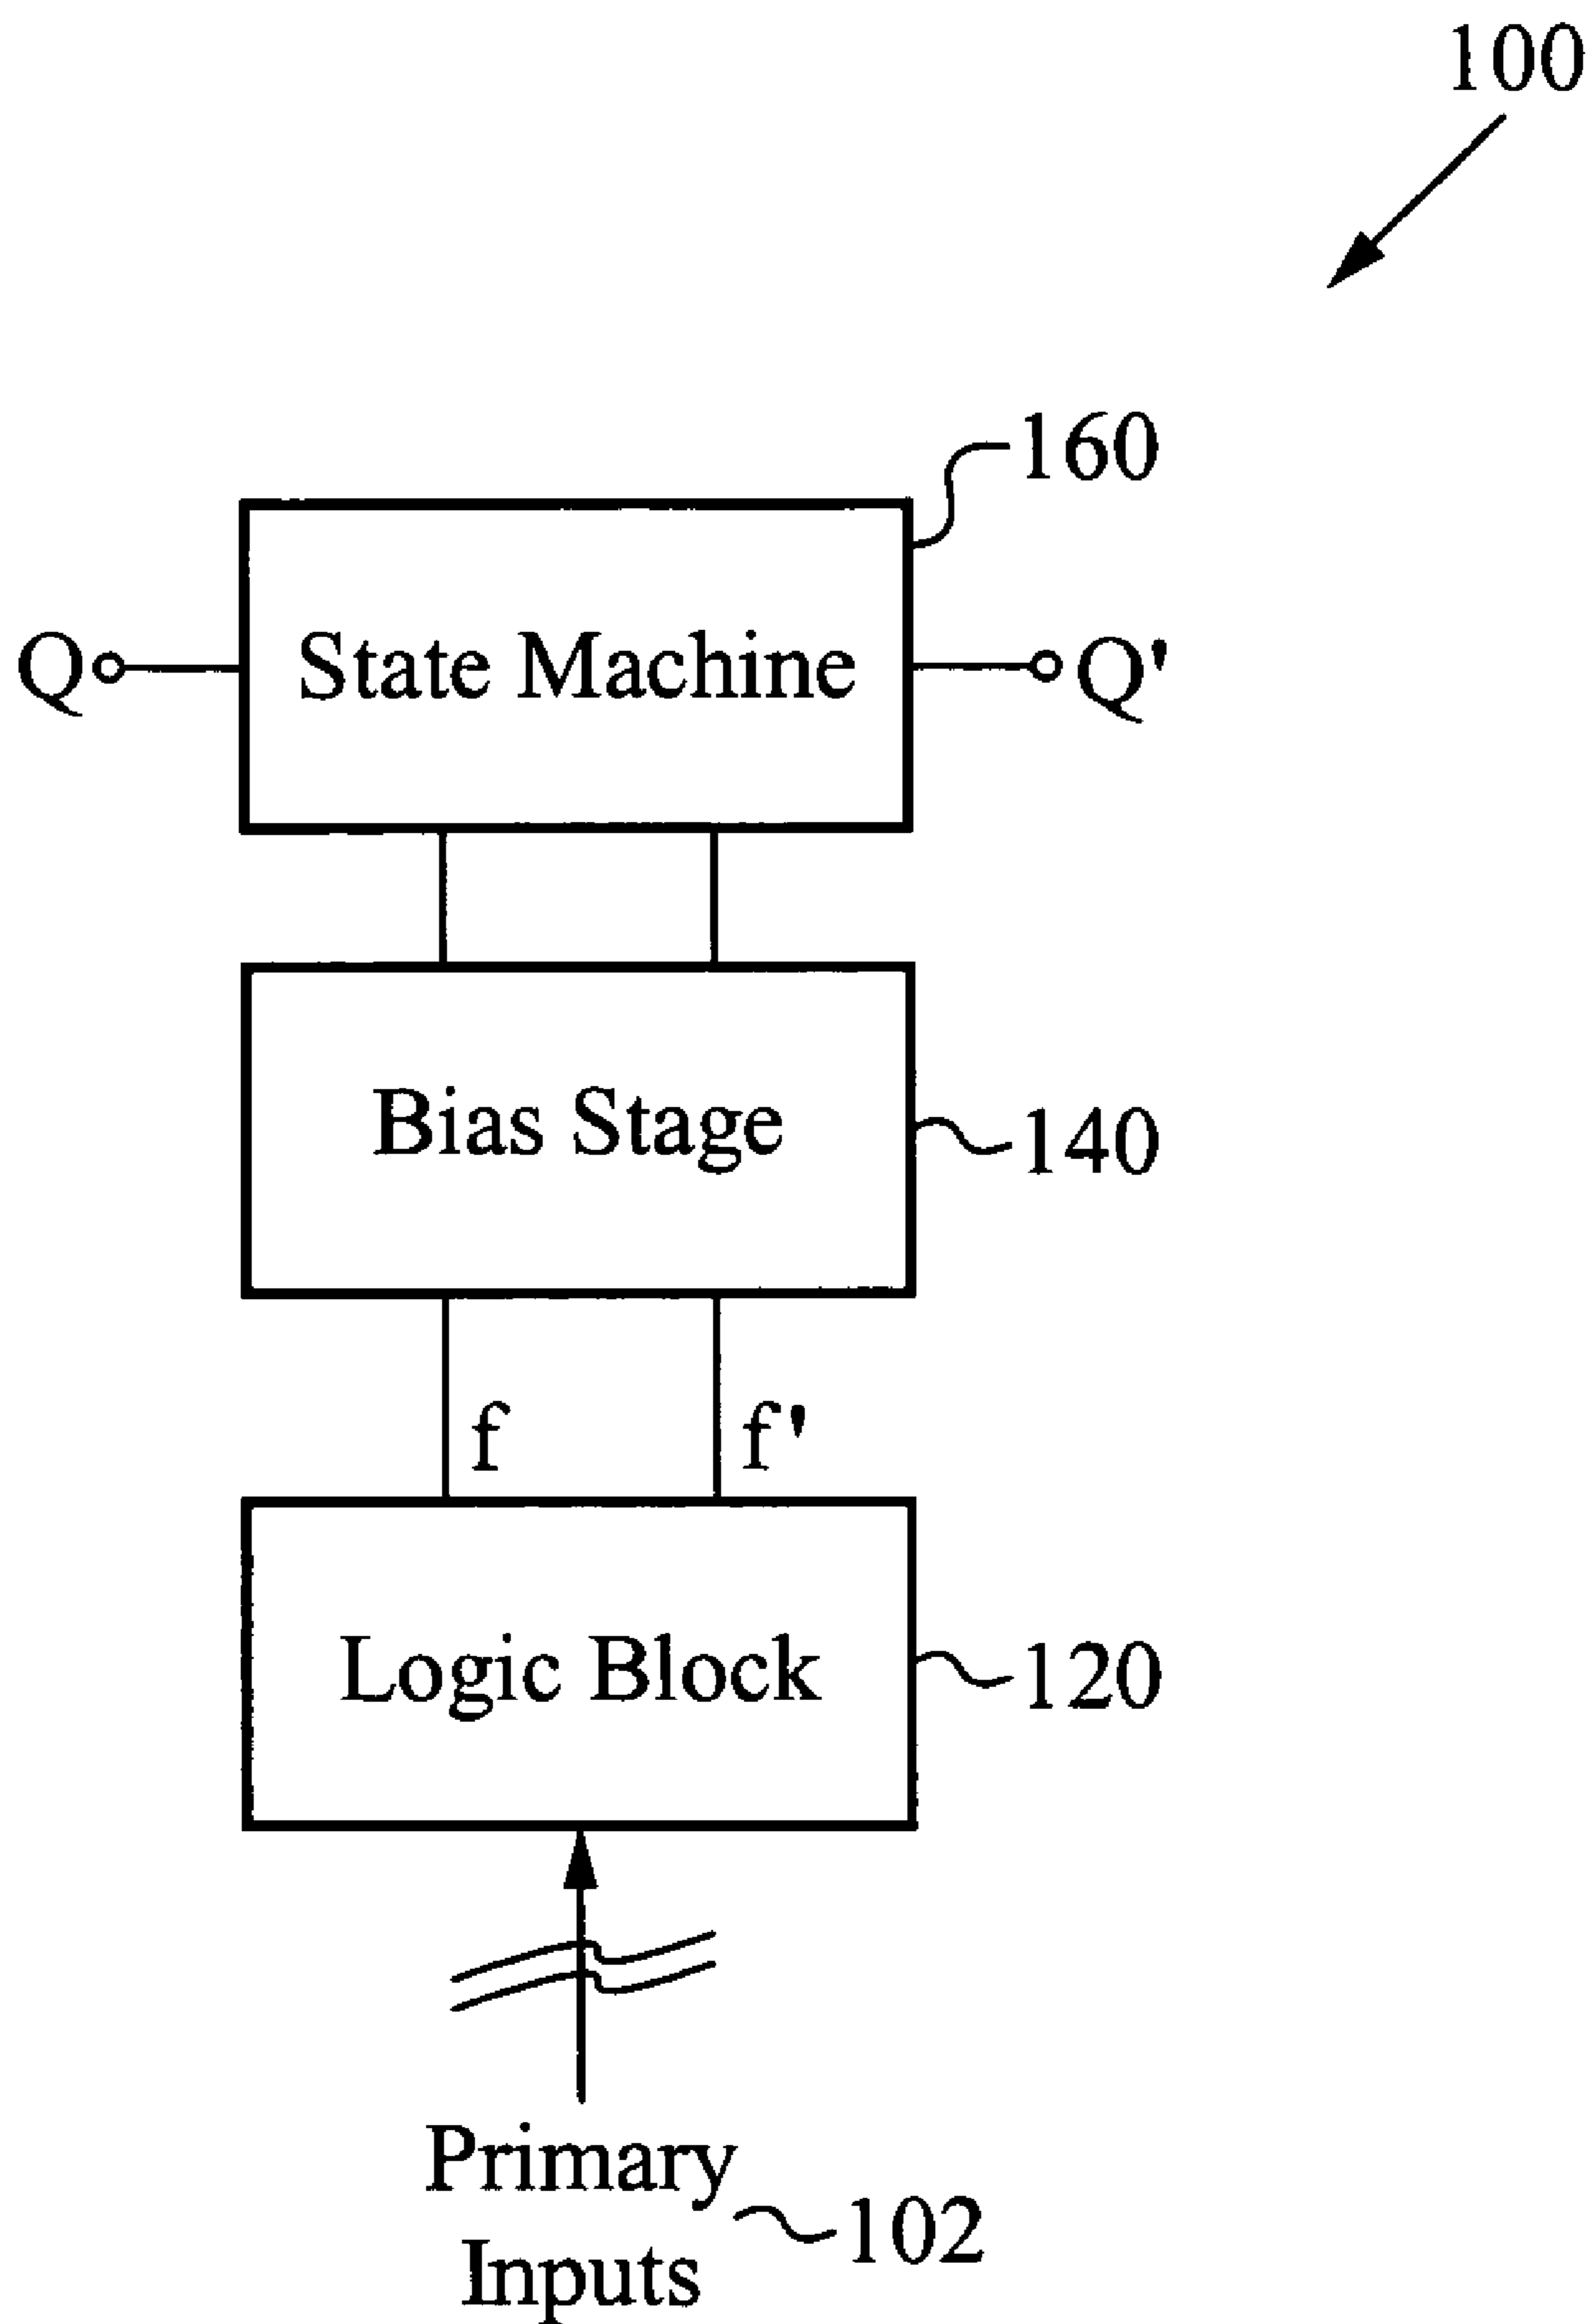 100
160
Q
State Machine
Q'
Bias Stage
140
f
f'
Logic Block
120
Primary
Inputs
102